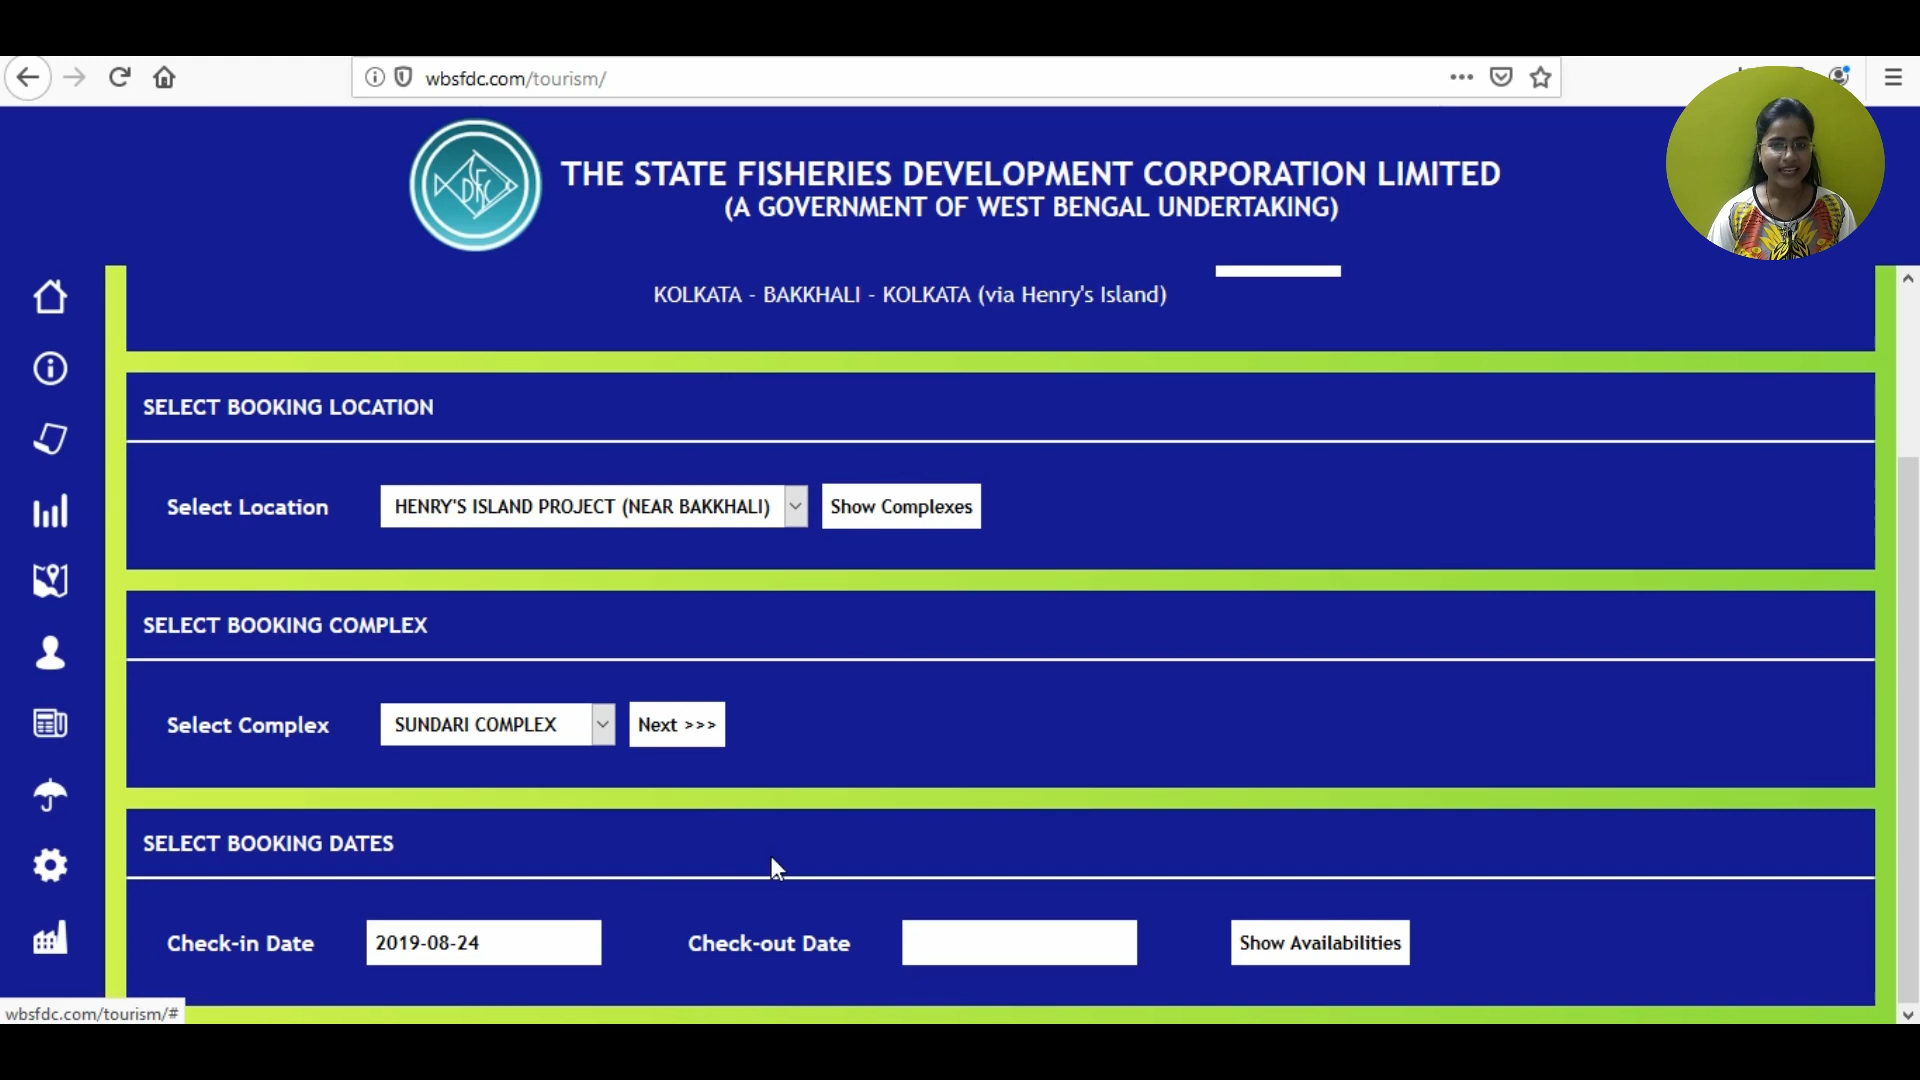 wbsfdc.com/tourism/
SFDC
THE STATE FISHERIES DEVELOPMENT CORPORATION LIMITED
(A GOVERNMENT OF WEST BENGAL UNDERTAKING)
KOLKATA - BAKKHALI - KOLKATA (via Henry's Island)
SELECT BOOKING LOCATION
Select Location HENRY'S ISLAND PROJECT (NEAR BAKKHALI) Show Complexes
SELECT BOOKING COMPLEX
Select Complex SUNDARI COMPLEX Next >>>
SELECT BOOKING DATES
Check-in Date 2019-08-24 Check-out Date Show Availabilities
wbsfdc.com/tourism/#